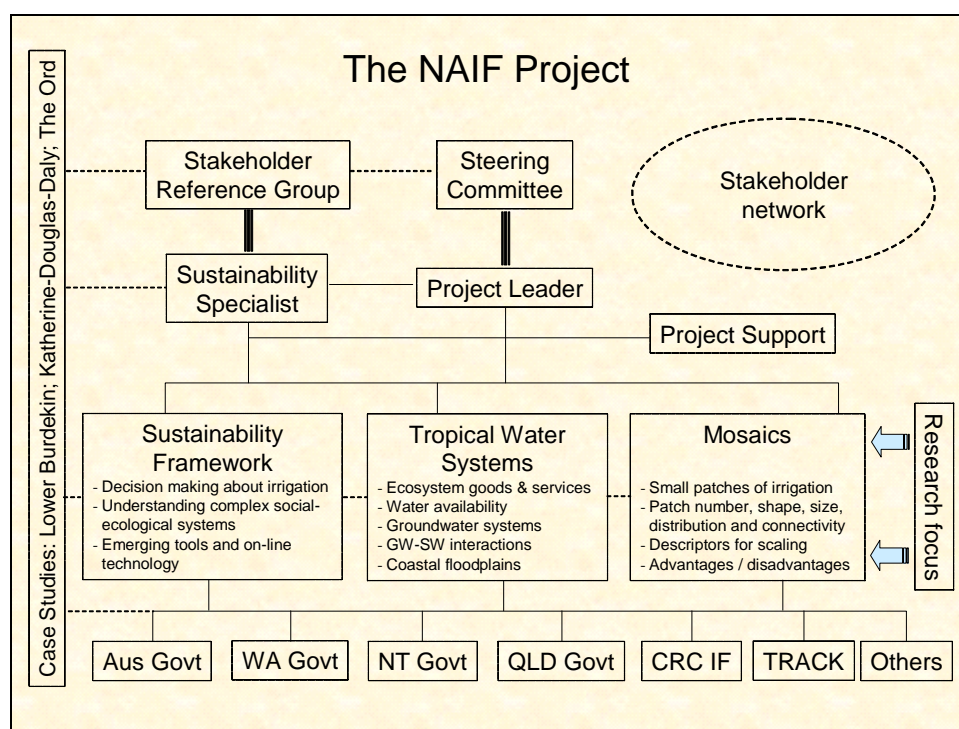 The NAIF Project
Case Studies: Lower Burdekin; Katherine-Douglas-Daly; The Ord
Stakeholder
Reference Group
Steering
Committee
Stakeholder
network
Sustainability
Specialist
Project Leader
Project Support
Sustainability
Framework
- Decision making about irrigation
- Understanding complex social-
ecological systems
- Emerging tools and on-line
technology
Tropical Water
Systems
- Ecosystem goods & services
- Water availability
- Groundwater systems
- GW-SW interactions
- Coastal floodplains
Mosaics
- Small patches of irrigation
- Patch number, shape, size,
distribution and connectivity
- Descriptors for scaling
- Advantages / disadvantages
Research focus
Aus Govt
WA Govt
NT Govt
QLD Govt
CRC IF
TRACK
Others